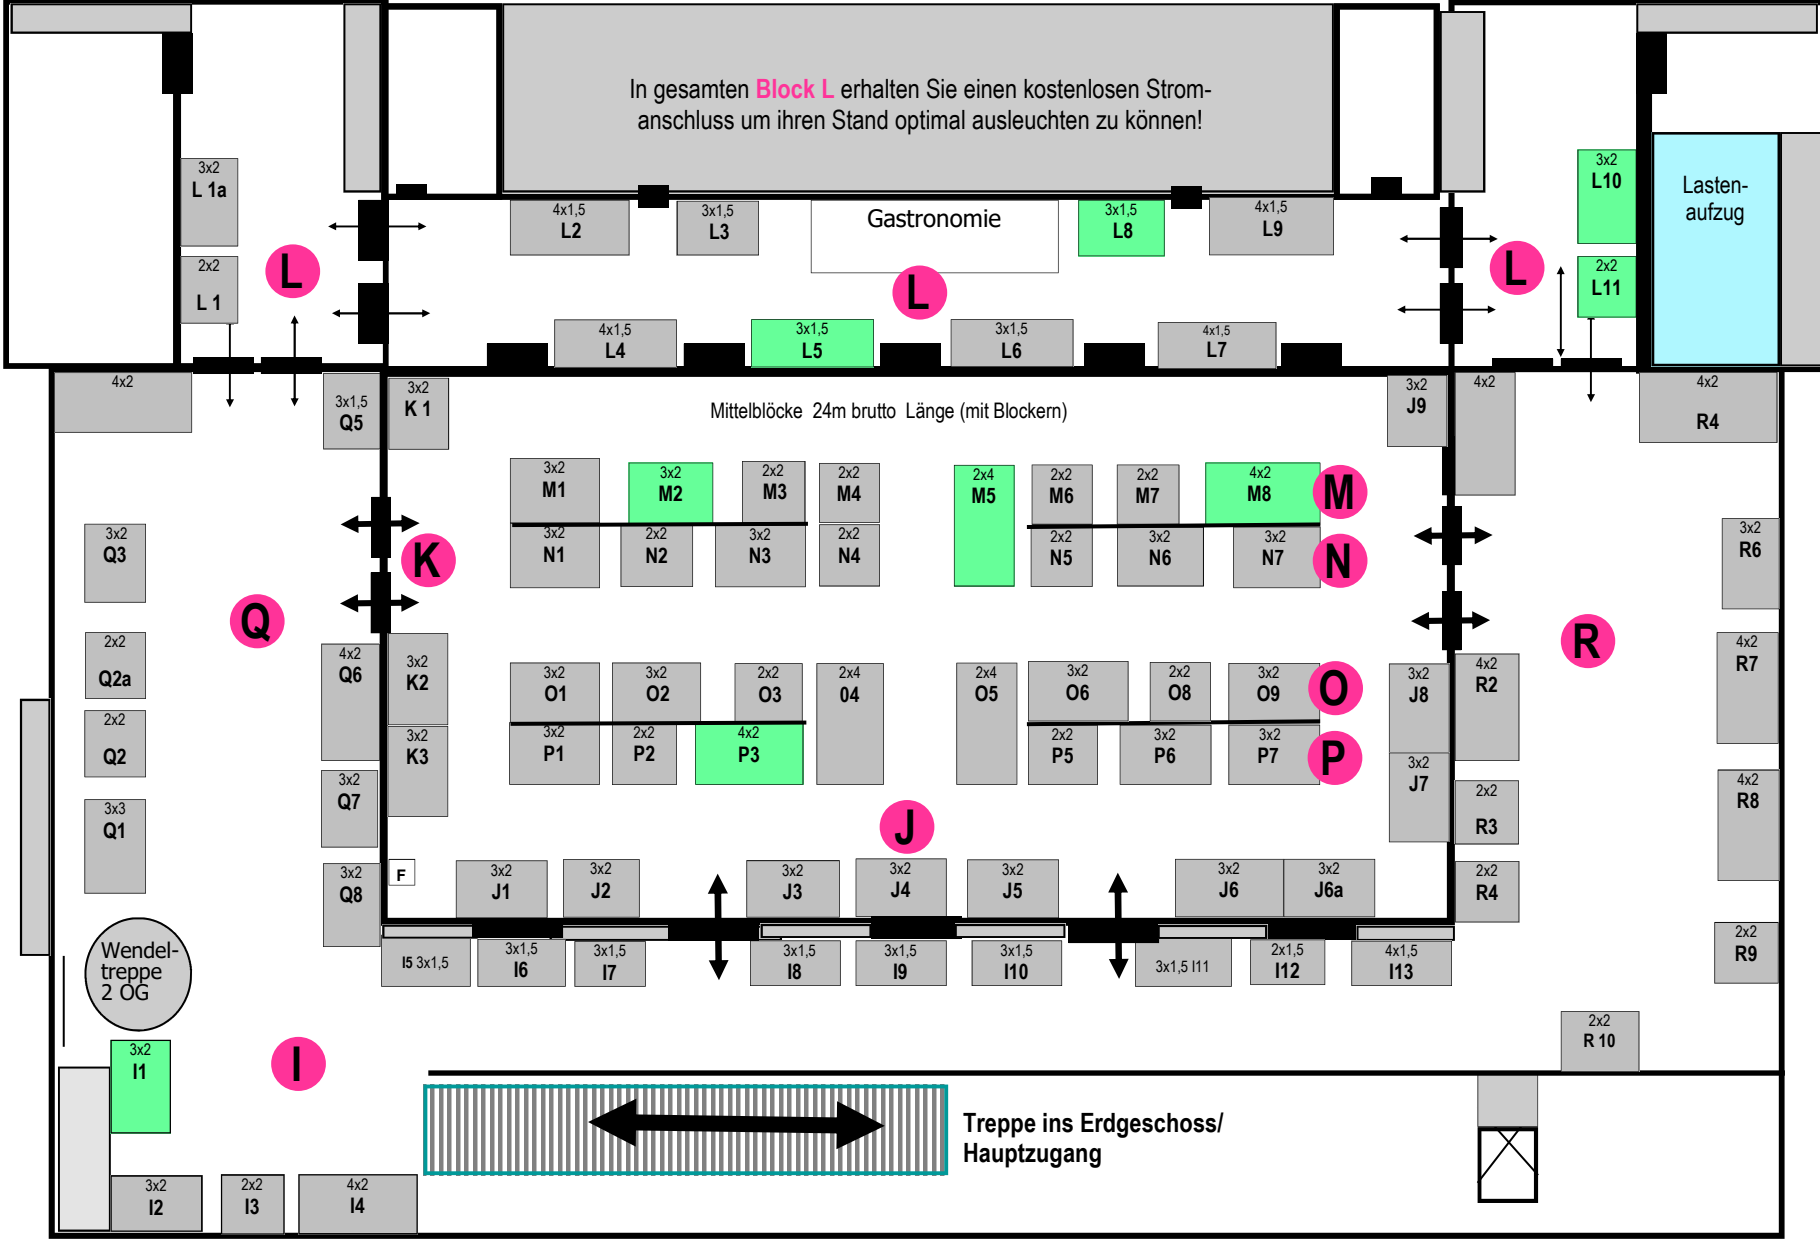 In gesamten Block L erhalten Sie einen kostenlosen Strom-
anschluss um ihren Stand optimal ausleuchten zu können!
3x2
L 1a
2x2
L 1
L
4x1,5
L2
3x1,5
L3
Gastronomie
3x1,5
L8
4x1,5
L9
L
4x1,5
L4
3x1,5
L5
3x1,5
L6
4x1,5
L7
L
3x2
L10
2x2
L11
Lasten-
aufzug
4x2
3x1,5
Q5
3x2
K 1
Mittelblöcke 24m brutto Länge (mit Blockern)
3x2
J9
4x2
4x2
R4
3x2
M1
3x2
M2
2x2
M3
2x2
M4
2x4
M5
2x2
M6
2x2
M7
4x2
M8
M
3x2
N1
2x2
N2
3x2
N3
2x2
N4
2x2
N5
3x2
N6
3x2
N7
N
K
3x2
Q3
Q
2x2
Q2a
2x2
Q2
3x3
Q1
4x2
Q6
3x2
Q7
3x2
Q8
3x2
K2
3x2
K3
3x2
O1
3x2
O2
2x2
O3
2x4
04
2x4
O5
3x2
O6
2x2
O8
3x2
O9
O
3x2
P1
2x2
P2
4x2
P3
2x2
P5
3x2
P6
3x2
P7
P
3x2
J8
3x2
J7
4x2
R2
2x2
R3
2x2
R4
R
3x2
R6
4x2
R7
4x2
R8
2x2
R9
2x2
R 10
J
F
3x2
J1
3x2
J2
3x2
J3
3x2
J4
3x2
J5
3x2
J6
3x2
J6a
I5 3x1,5
3x1,5
I6
3x1,5
I7
3x1,5
I8
3x1,5
I9
3x1,5
I10
3x1,5 I11
2x1,5
I12
4x1,5
I13
Wendel-
treppe
2 OG
3x2
I1
I
3x2
I2
2x2
I3
4x2
I4
Treppe ins Erdgeschoss/
Hauptzugang